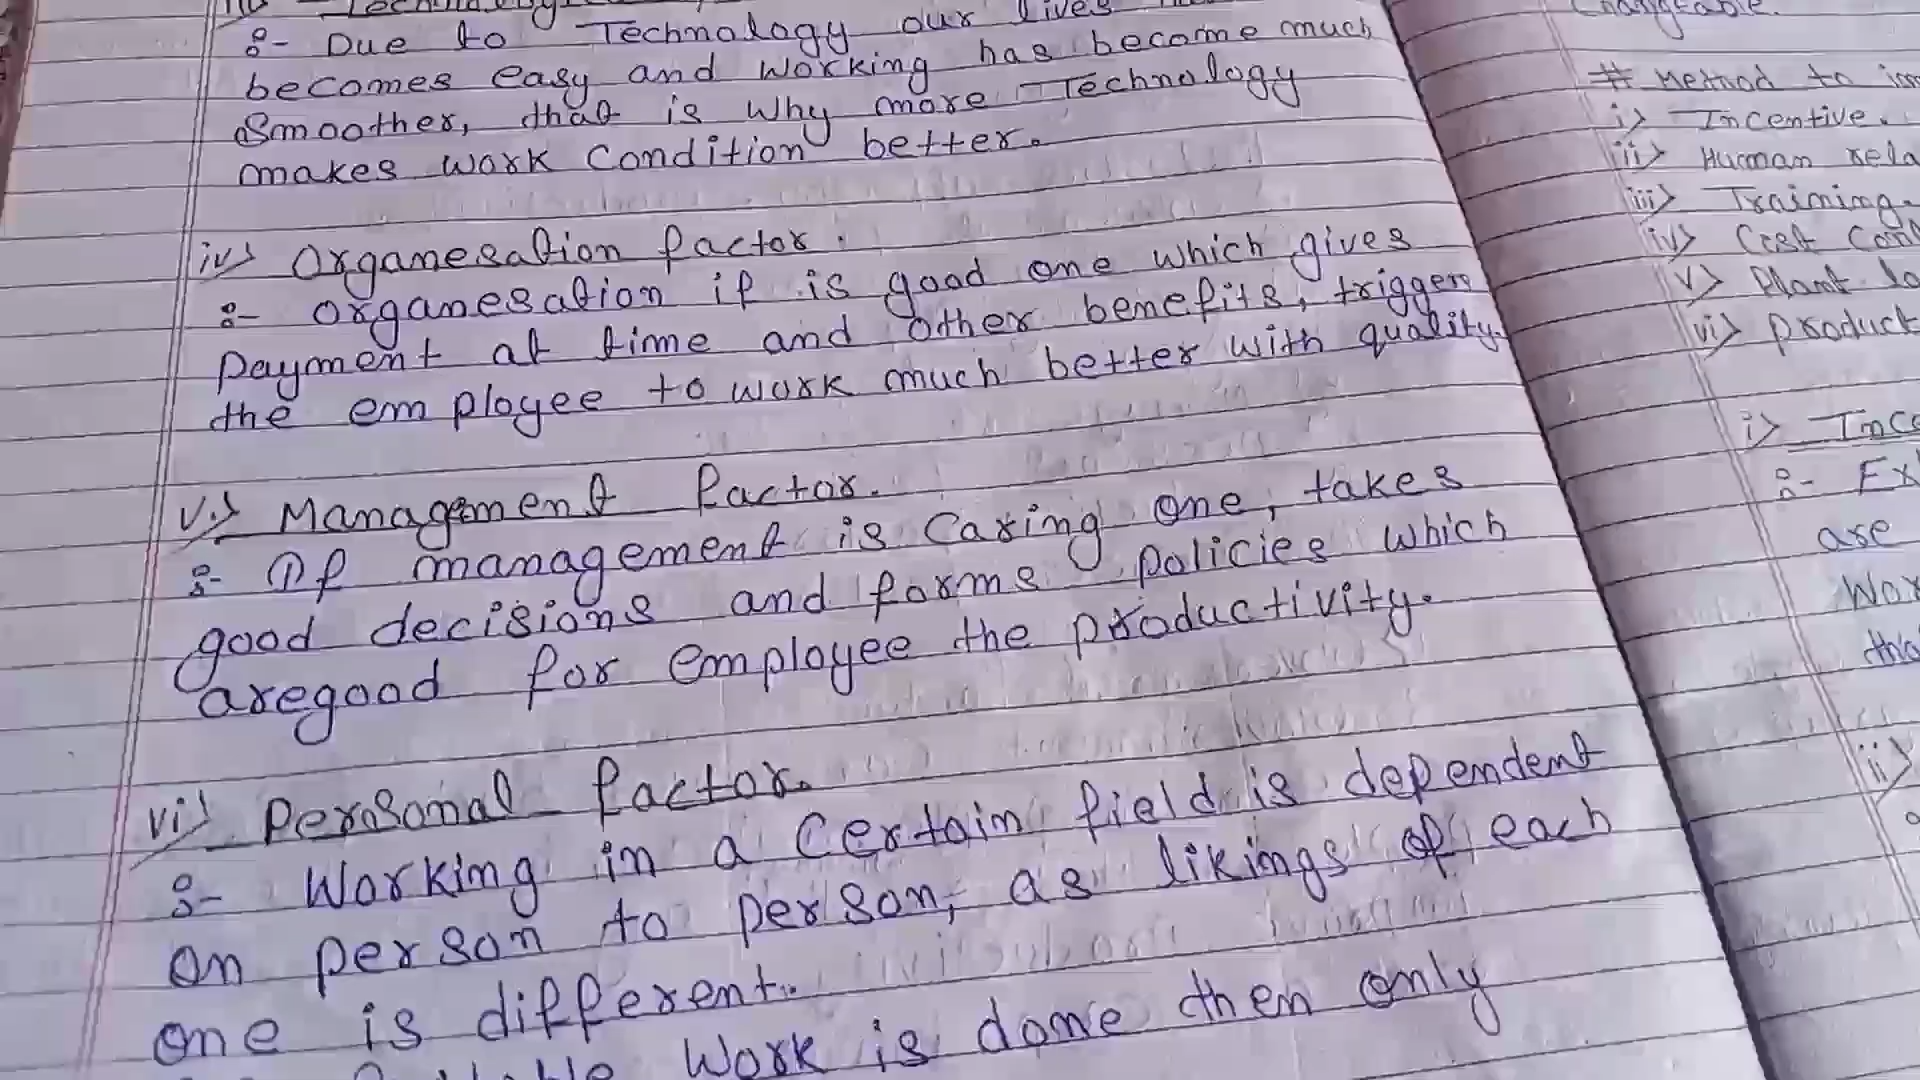 :- Due to Technology our lives
becomes easy and working has become much
Smoother, that is why more Technology
makes work condition better.
iv> Organesation factor.
:- organesation if is good one which gives
payment at time and other benefits, triggers
the employee to work much better with quality.
v.> Management factor.
:- If management is Caring one, takes
good decisions and forms policies which
aregood for employee the productivity.
vi> Personal factor.
:- Working in a Certain field is dependent
on person to person, as likings of each
one is different.
Work is done then only
Changeable.
# Method to
i> Incentive.
ii> Human
iii> Training.
iv> Cost
v> Plant
vi>
i>
:-
are
ii>